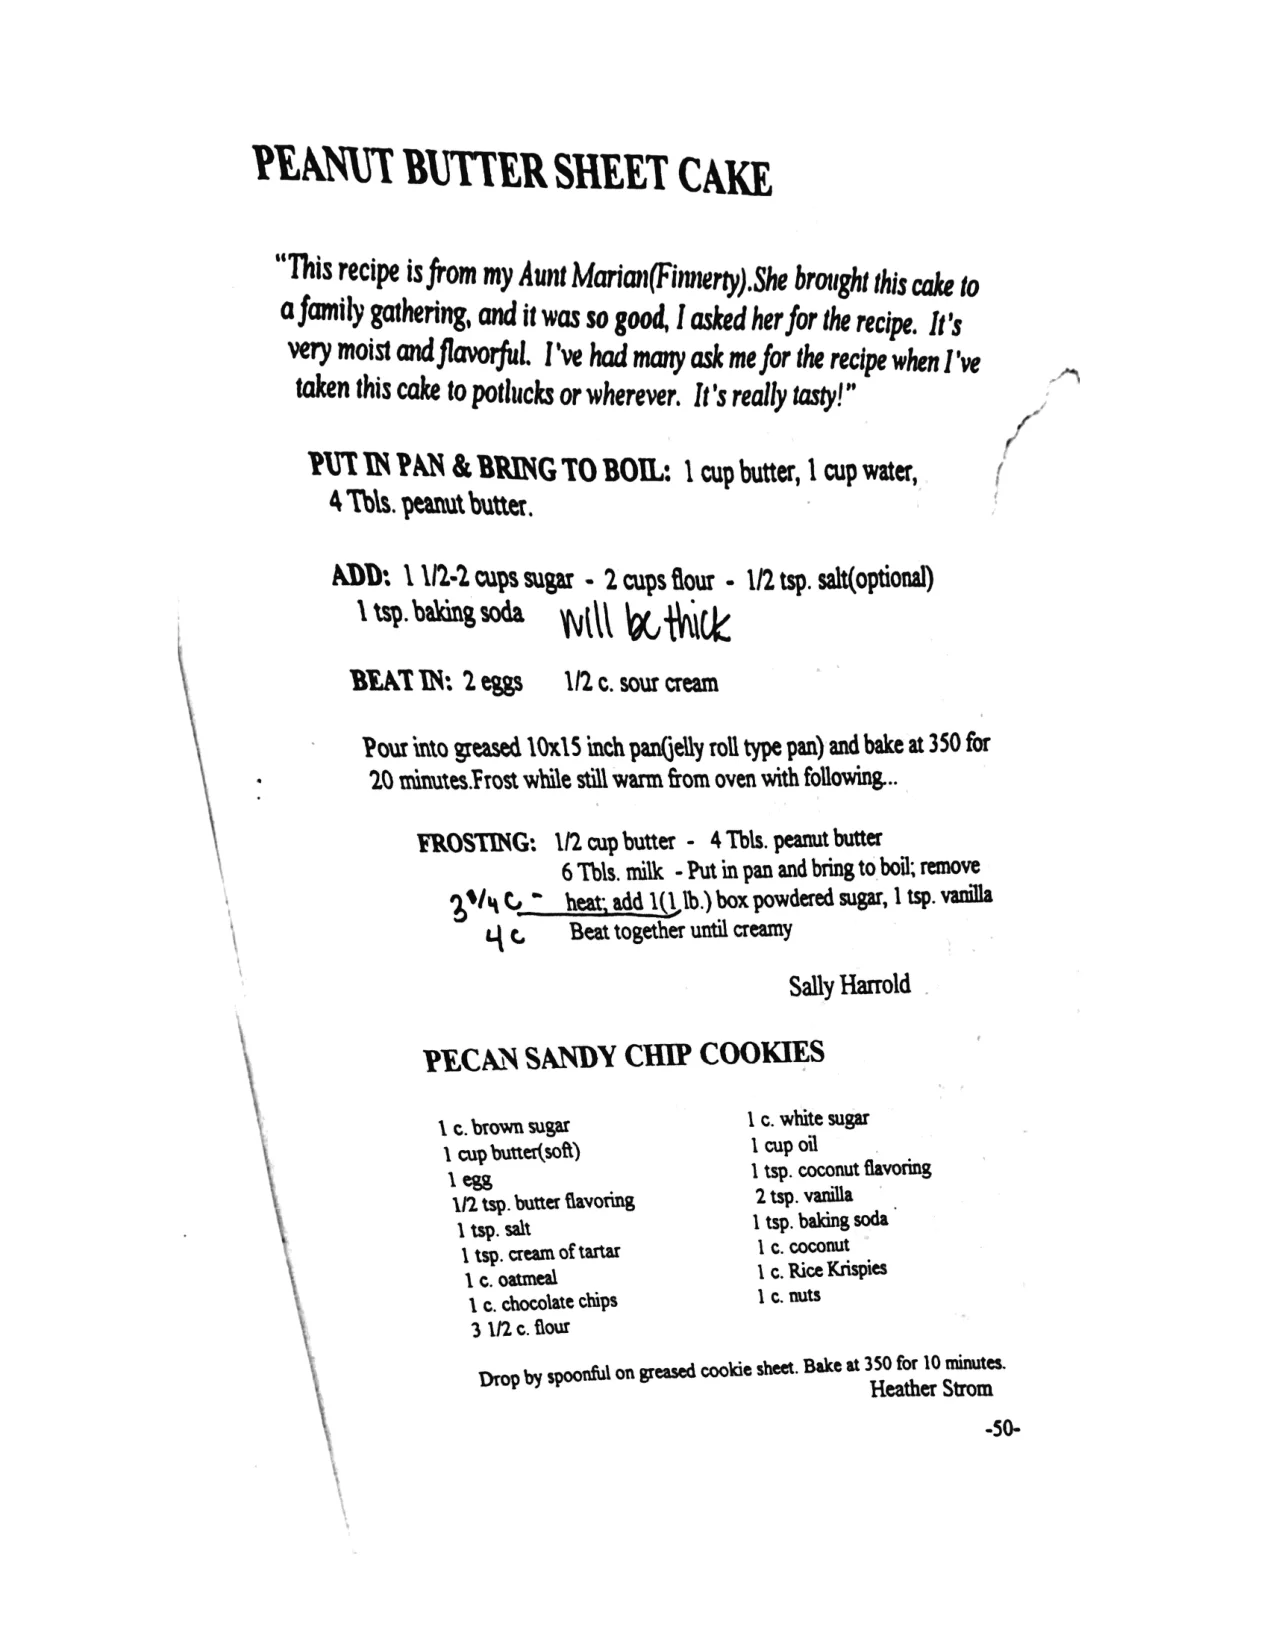 PEANUT BUTTER SHEET CAKE
"This recipe is from my Aunt Marian(Finnerty).She brought this cake to
a family gathering, and it was so good, I asked her for the recipe. It's
very moist and flavorful. I've had many ask me for the recipe when I've
taken this cake to potlucks or wherever. It's really tasty!"
PUT IN PAN & BRING TO BOIL: 1 cup butter, 1 cup water,
4 Tbls. peanut butter.
ADD: 1 1/2-2 cups sugar - 2 cups flour - 1/2 tsp. salt(optional)
1 tsp. baking soda will be thick
BEAT IN: 2 eggs 1/2 c. sour cream
Pour into greased 10x15 inch pan(jelly roll type pan) and bake at 350 for
20 minutes.Frost while still warm from oven with following...
FROSTING: 1/2 cup butter - 4 Tbls. peanut butter
6 Tbls. milk - Put in pan and bring to boil; remove
3 3/4 c - heat; add 1(1 lb.) box powdered sugar, 1 tsp. vanilla
4 c Beat together until creamy
Sally Harrold
PECAN SANDY CHIP COOKIES
1 c. brown sugar 1 c. white sugar
1 cup butter(soft) 1 cup oil
1 egg 1 tsp. coconut flavoring
1/2 tsp. butter flavoring 2 tsp. vanilla
1 tsp. salt 1 tsp. baking soda
1 tsp. cream of tartar 1 c. coconut
1 c. oatmeal 1 c. Rice Krispies
1 c. chocolate chips 1 c. nuts
3 1/2 c. flour
Drop by spoonful on greased cookie sheet. Bake at 350 for 10 minutes.
Heather Strom
-50-